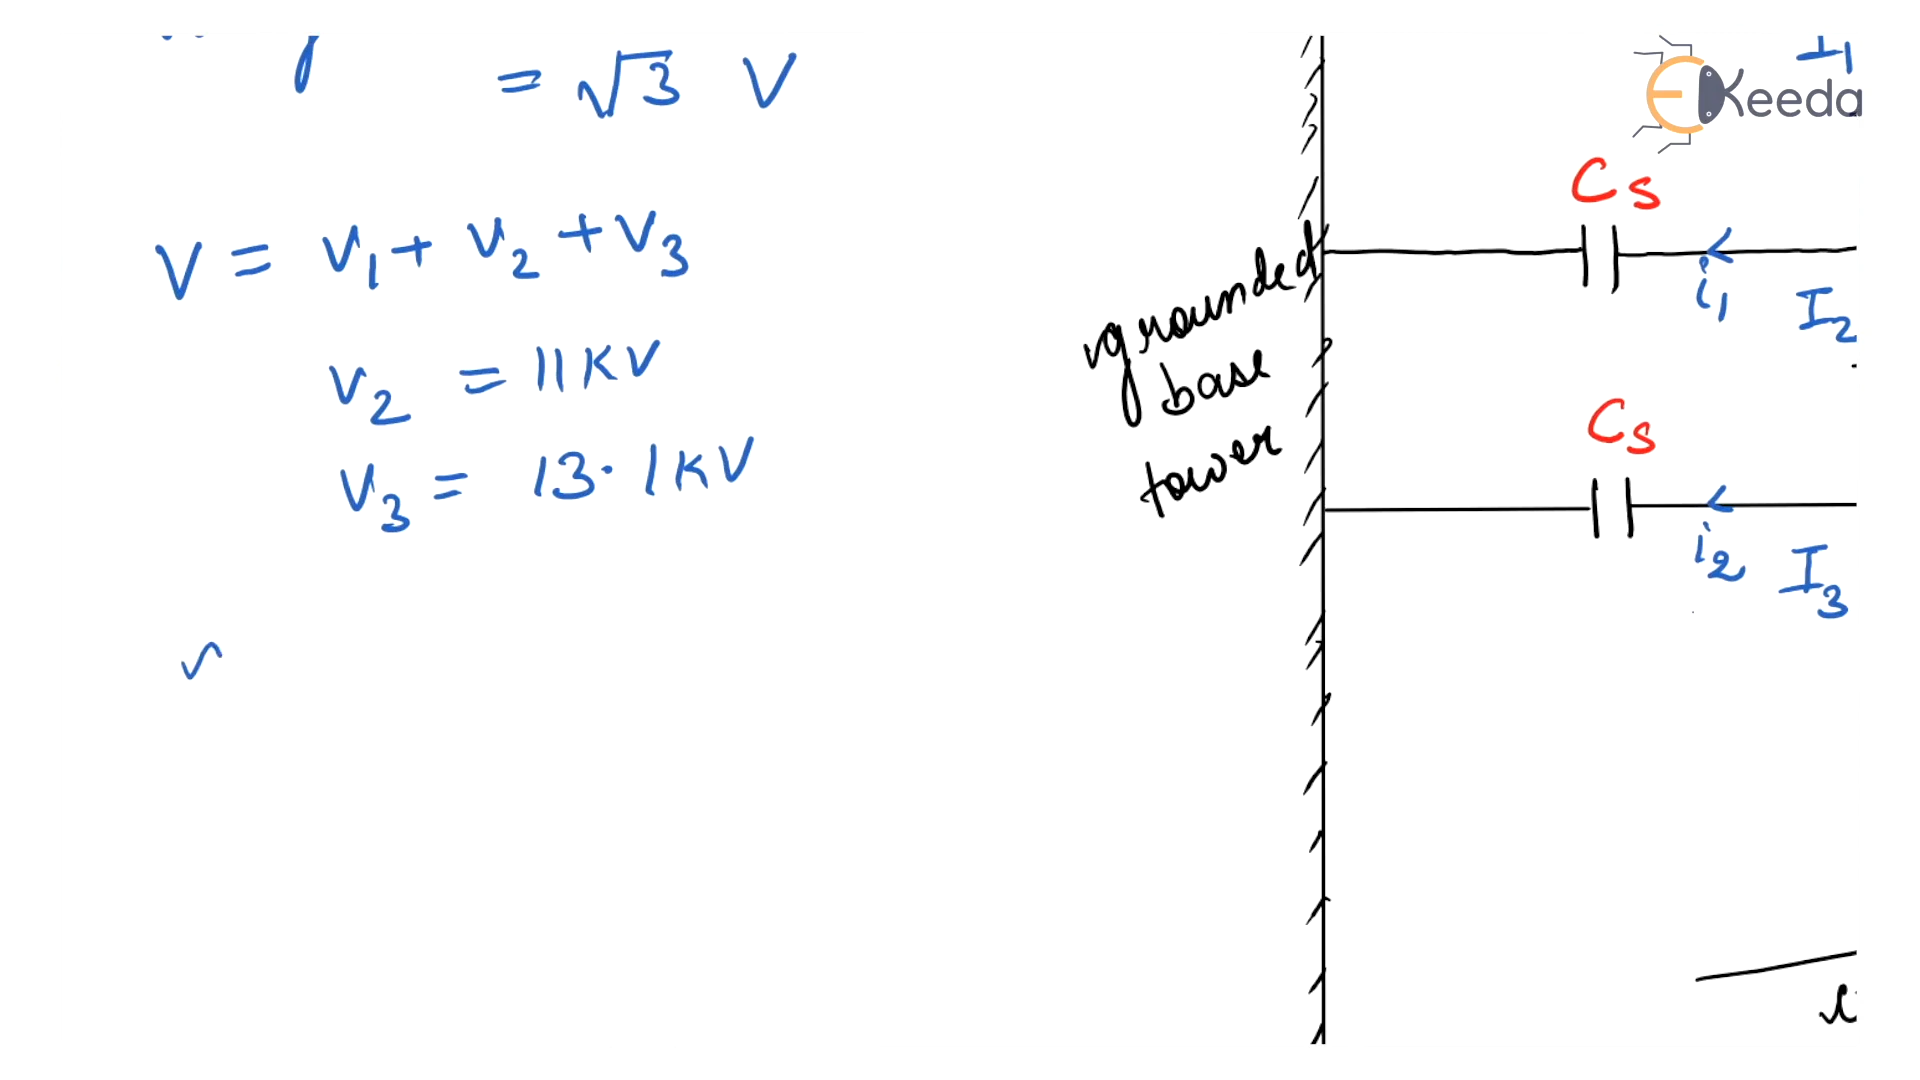 = √3 V
V = V₁ + V₂ + V₃
V₂ = 11 KV
V₃ = 13.1 KV
grounded
base
tower
I₁
EKeeda
Cs
i₁
I₂
Cs
i₂
I₃